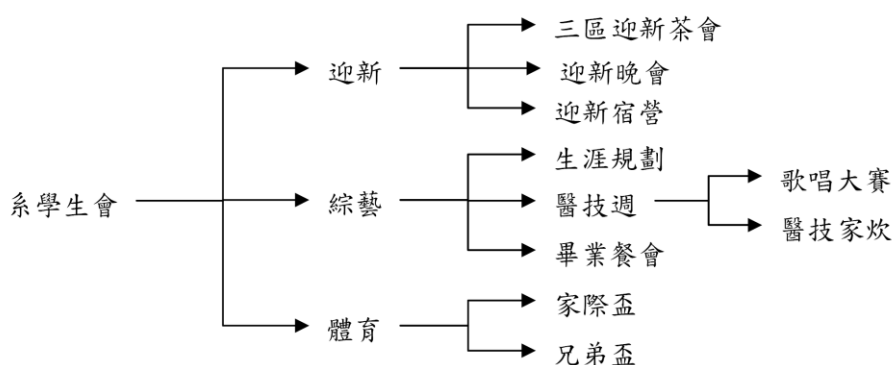 三區迎新茶會
迎新
迎新晚會
迎新宿營
生涯規劃
歌唱大賽
系學生會
綜藝
醫技週
醫技家炊
畢業餐會
家際盃
體育
兄弟盃